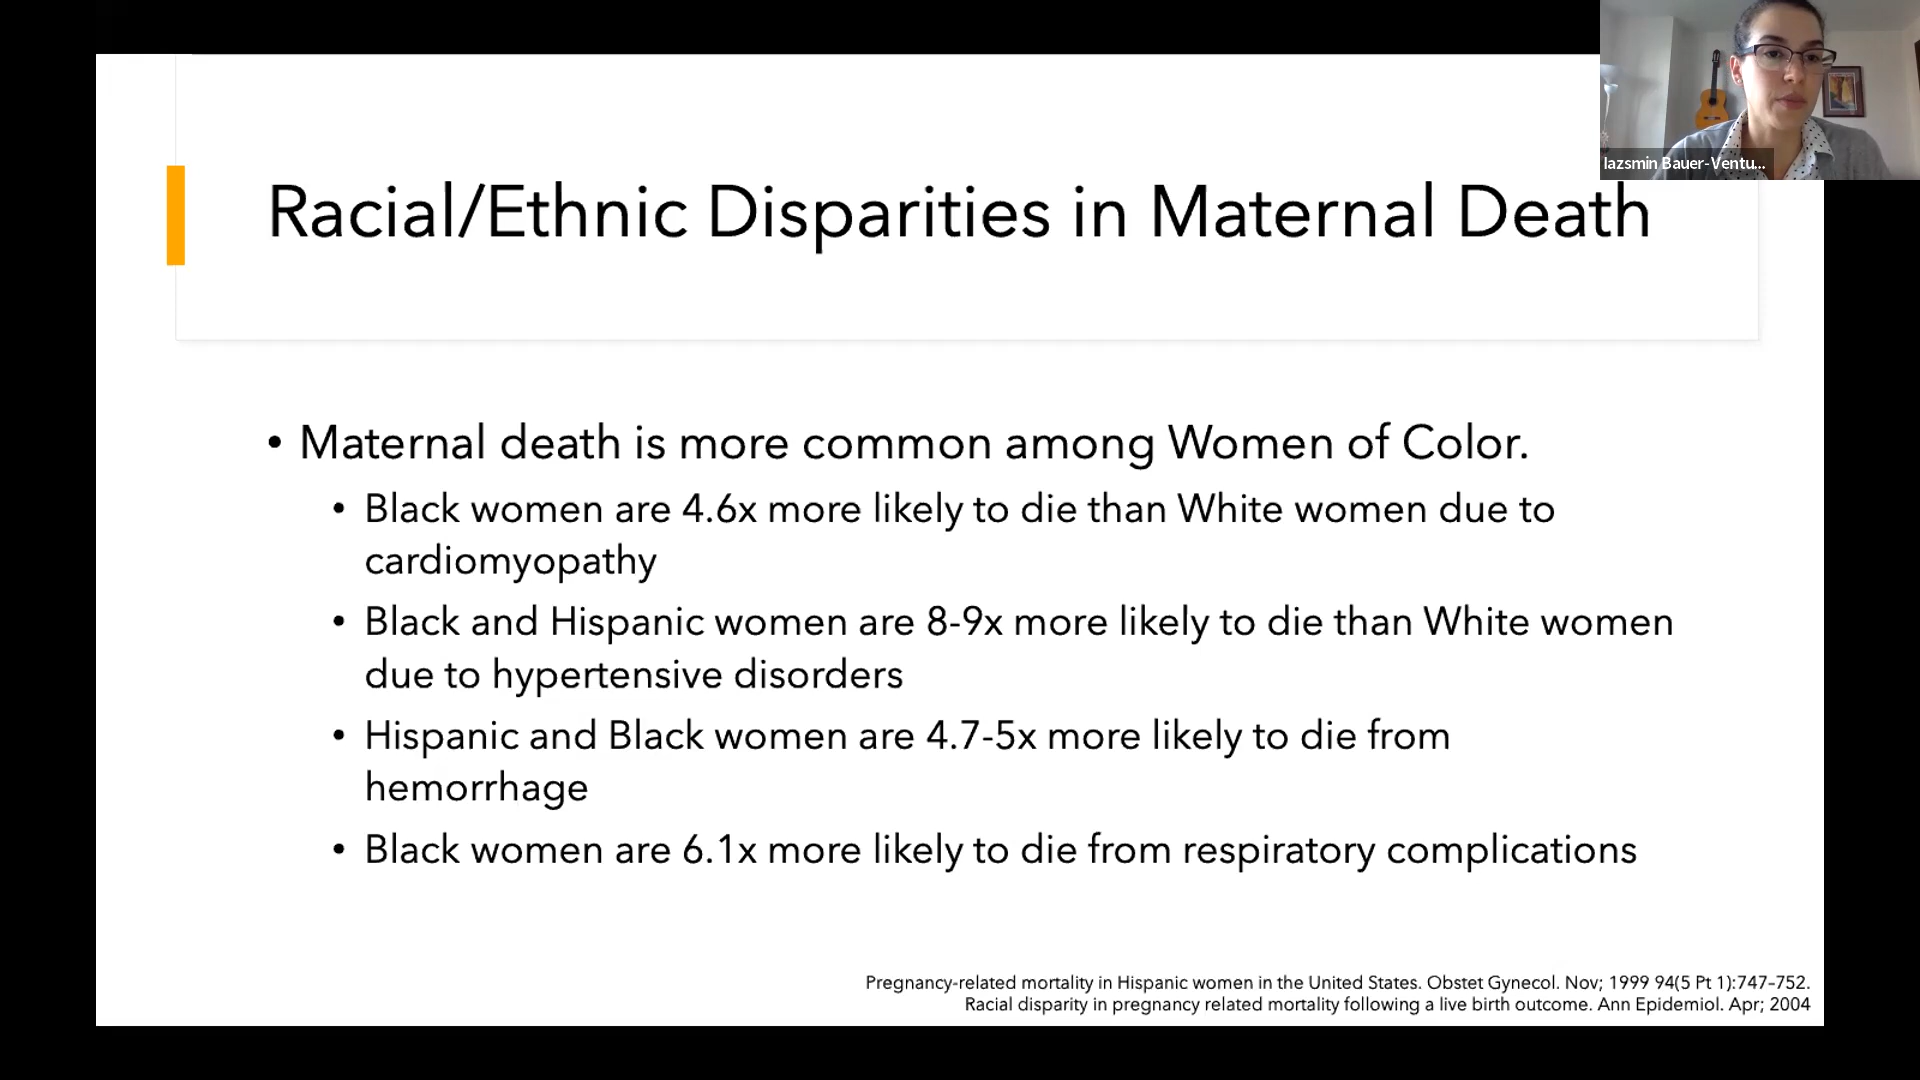 Iazsmin Bauer-Ventu...
Racial/Ethnic Disparities in Maternal Death
• Maternal death is more common among Women of Color.
• Black women are 4.6x more likely to die than White women due to
cardiomyopathy
• Black and Hispanic women are 8-9x more likely to die than White women
due to hypertensive disorders
• Hispanic and Black women are 4.7-5x more likely to die from
hemorrhage
• Black women are 6.1x more likely to die from respiratory complications
Pregnancy-related mortality in Hispanic women in the United States. Obstet Gynecol. Nov; 1999 94(5 Pt 1):747–752.
Racial disparity in pregnancy related mortality following a live birth outcome. Ann Epidemiol. Apr; 2004